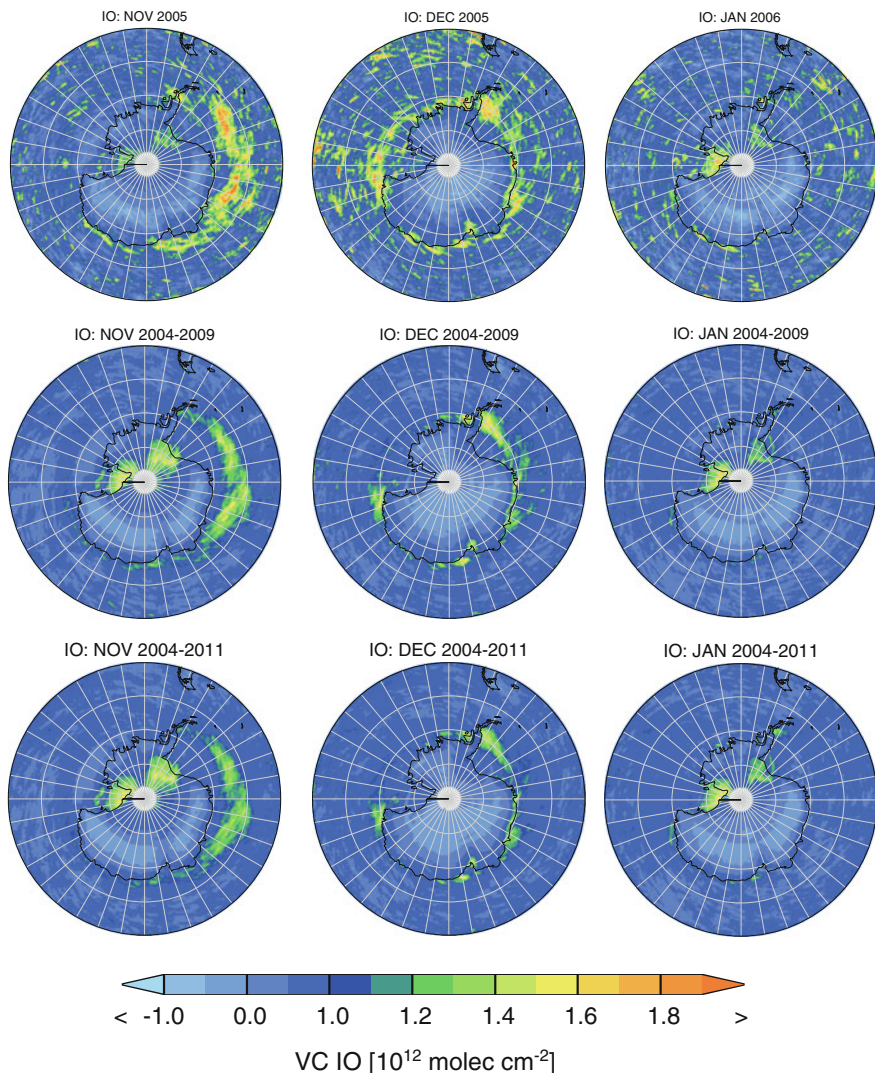 IO: NOV 2005 IO: DEC 2005 IO: JAN 2006
IO: NOV 2004-2009 IO: DEC 2004-2009 IO: JAN 2004-2009
IO: NOV 2004-2011 IO: DEC 2004-2011 IO: JAN 2004-2011
< -1.0 0.0 1.0 1.2 1.4 1.6 1.8 >
VC IO [10¹² molec cm⁻²]